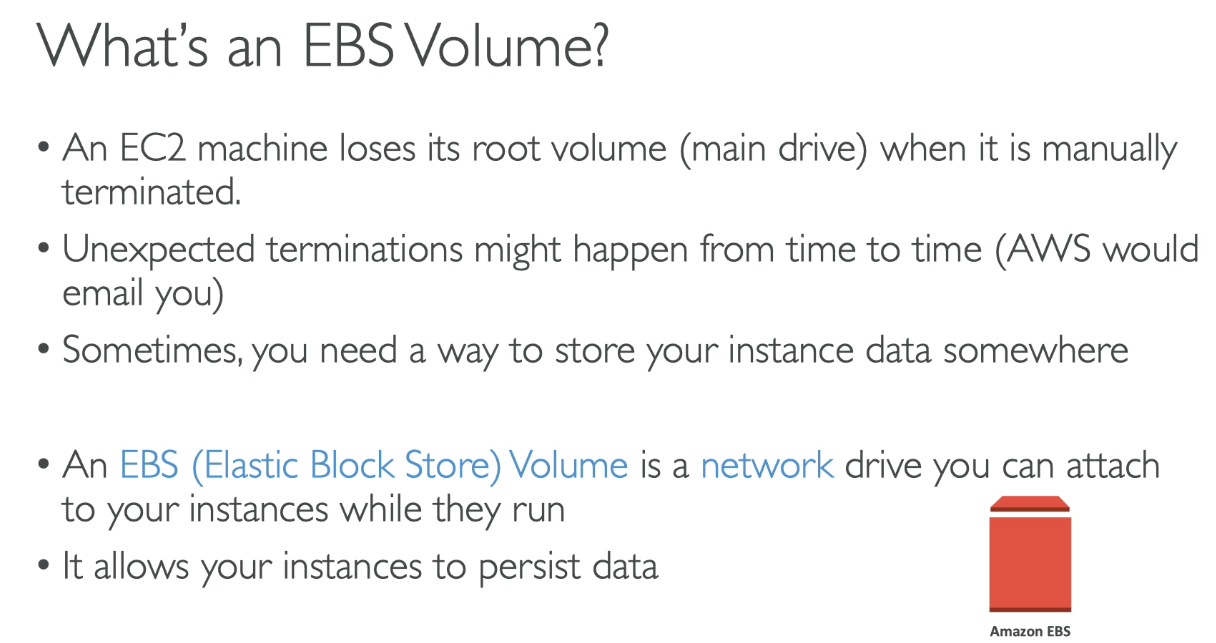 What's an EBS Volume?
• An EC2 machine loses its root volume (main drive) when it is manually
terminated.
• Unexpected terminations might happen from time to time (AWS would
email you)
• Sometimes, you need a way to store your instance data somewhere
• An EBS (Elastic Block Store) Volume is a network drive you can attach
to your instances while they run
• It allows your instances to persist data
Amazon EBS